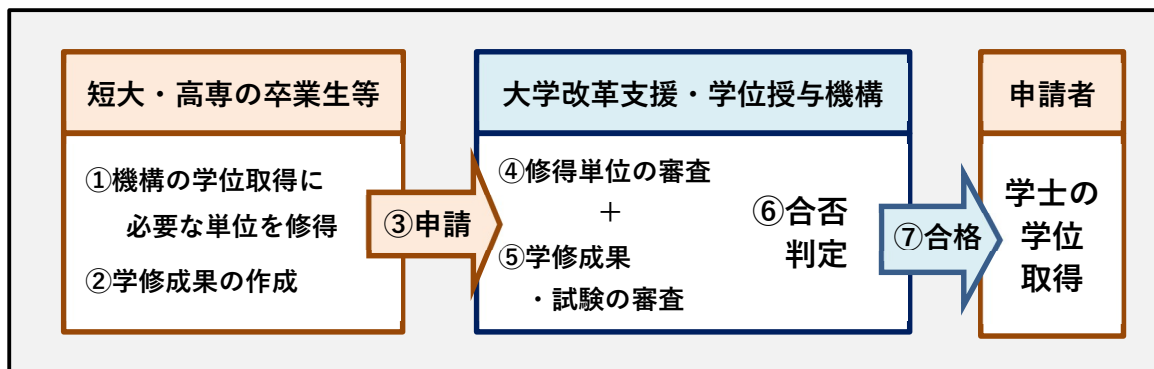 短大・高専の卒業生等
①機構の学位取得に
必要な単位を修得
②学修成果の作成
③申請
大学改革支援・学位授与機構
④修得単位の審査
+
⑤学修成果
・試験の審査
⑥合否
判定
⑦合格
申請者
学士の
学位
取得